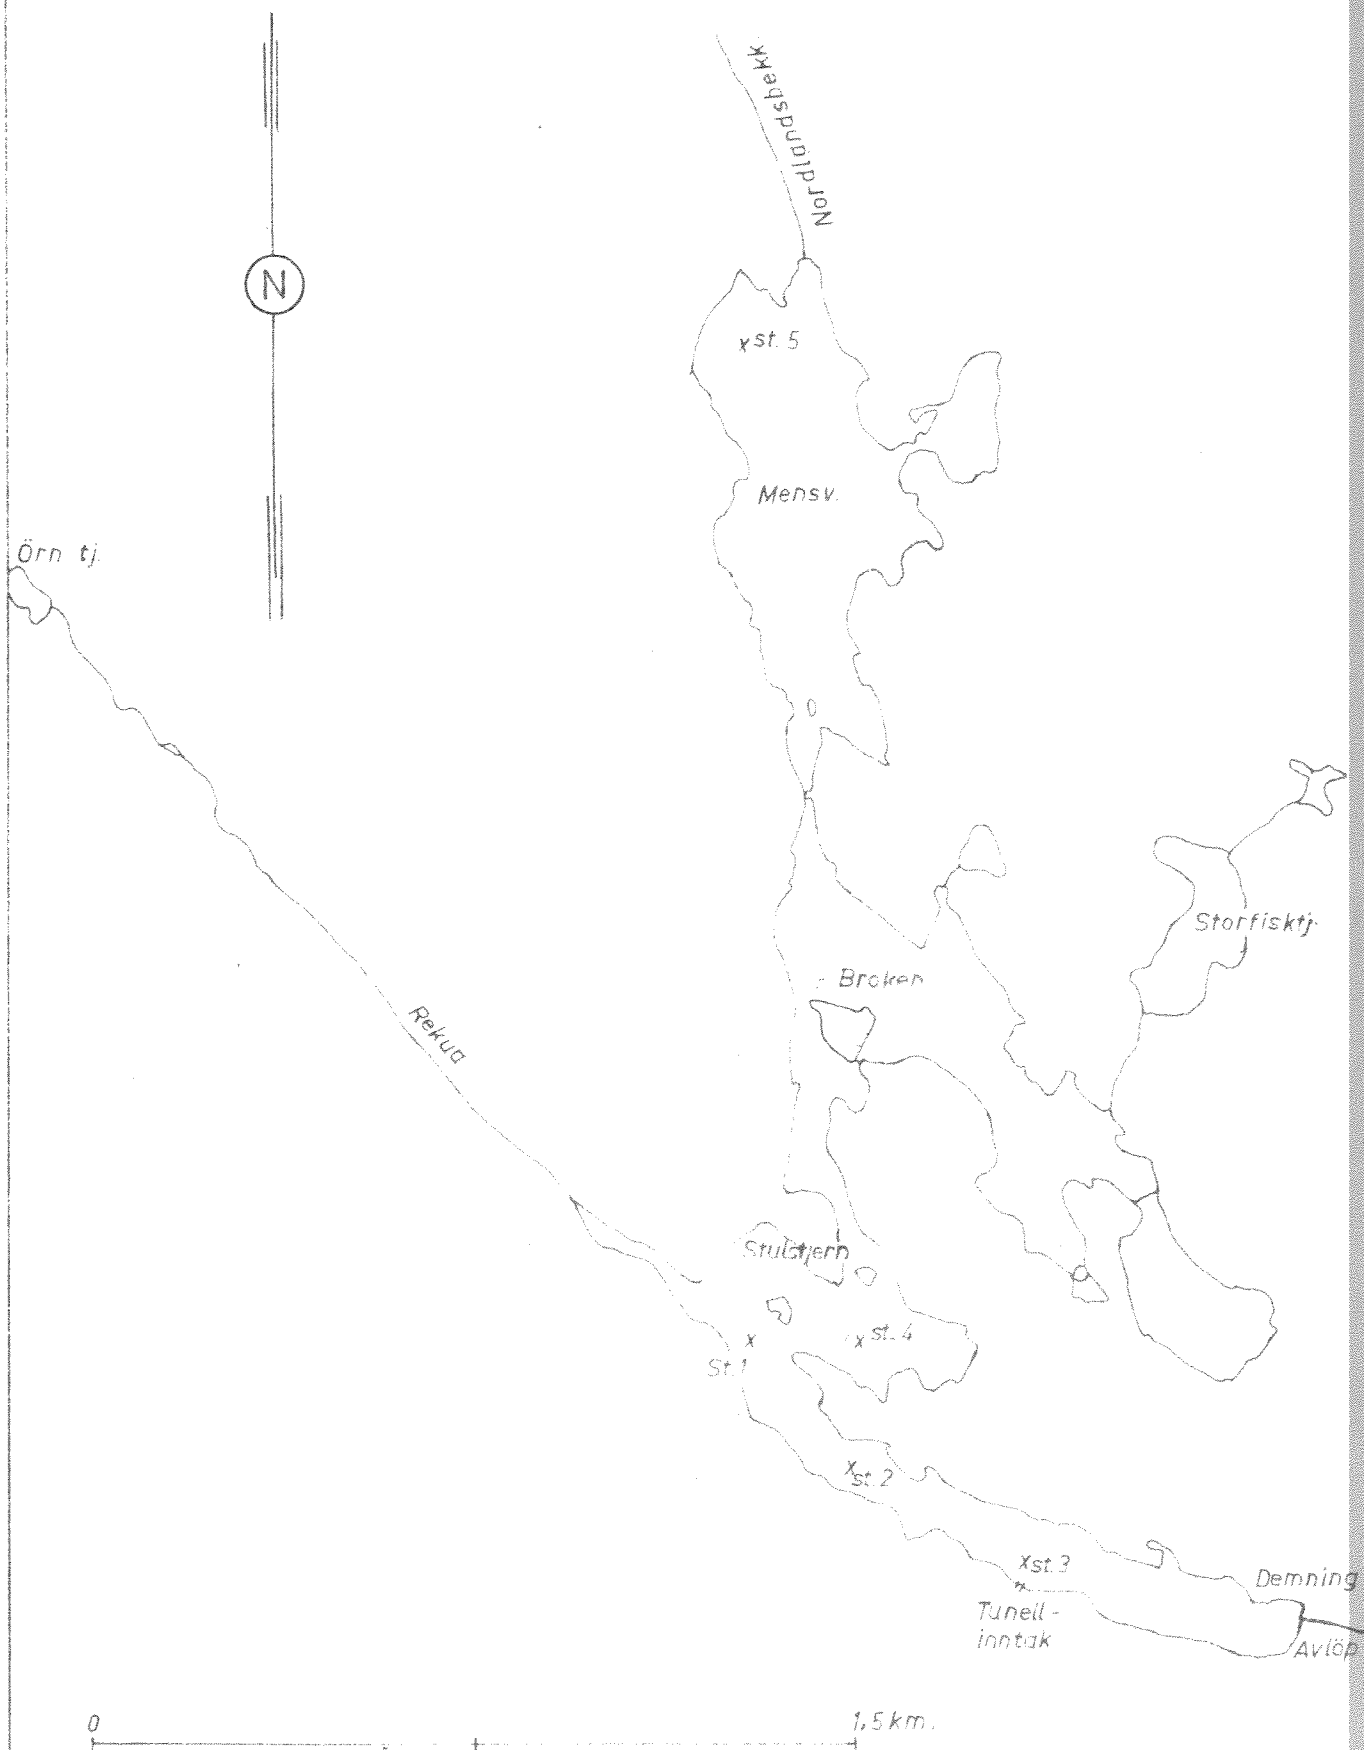 Nordlandsbekk
N
x st. 5
Mensv.
Örn tj.
Storfisktj.
Broken
Rekua
Stulstjern
x st. 4
x
St. 1
x st. 2
x st. 3
Demning
Tunell-
inntak
Avlöp
0
1,5 km.